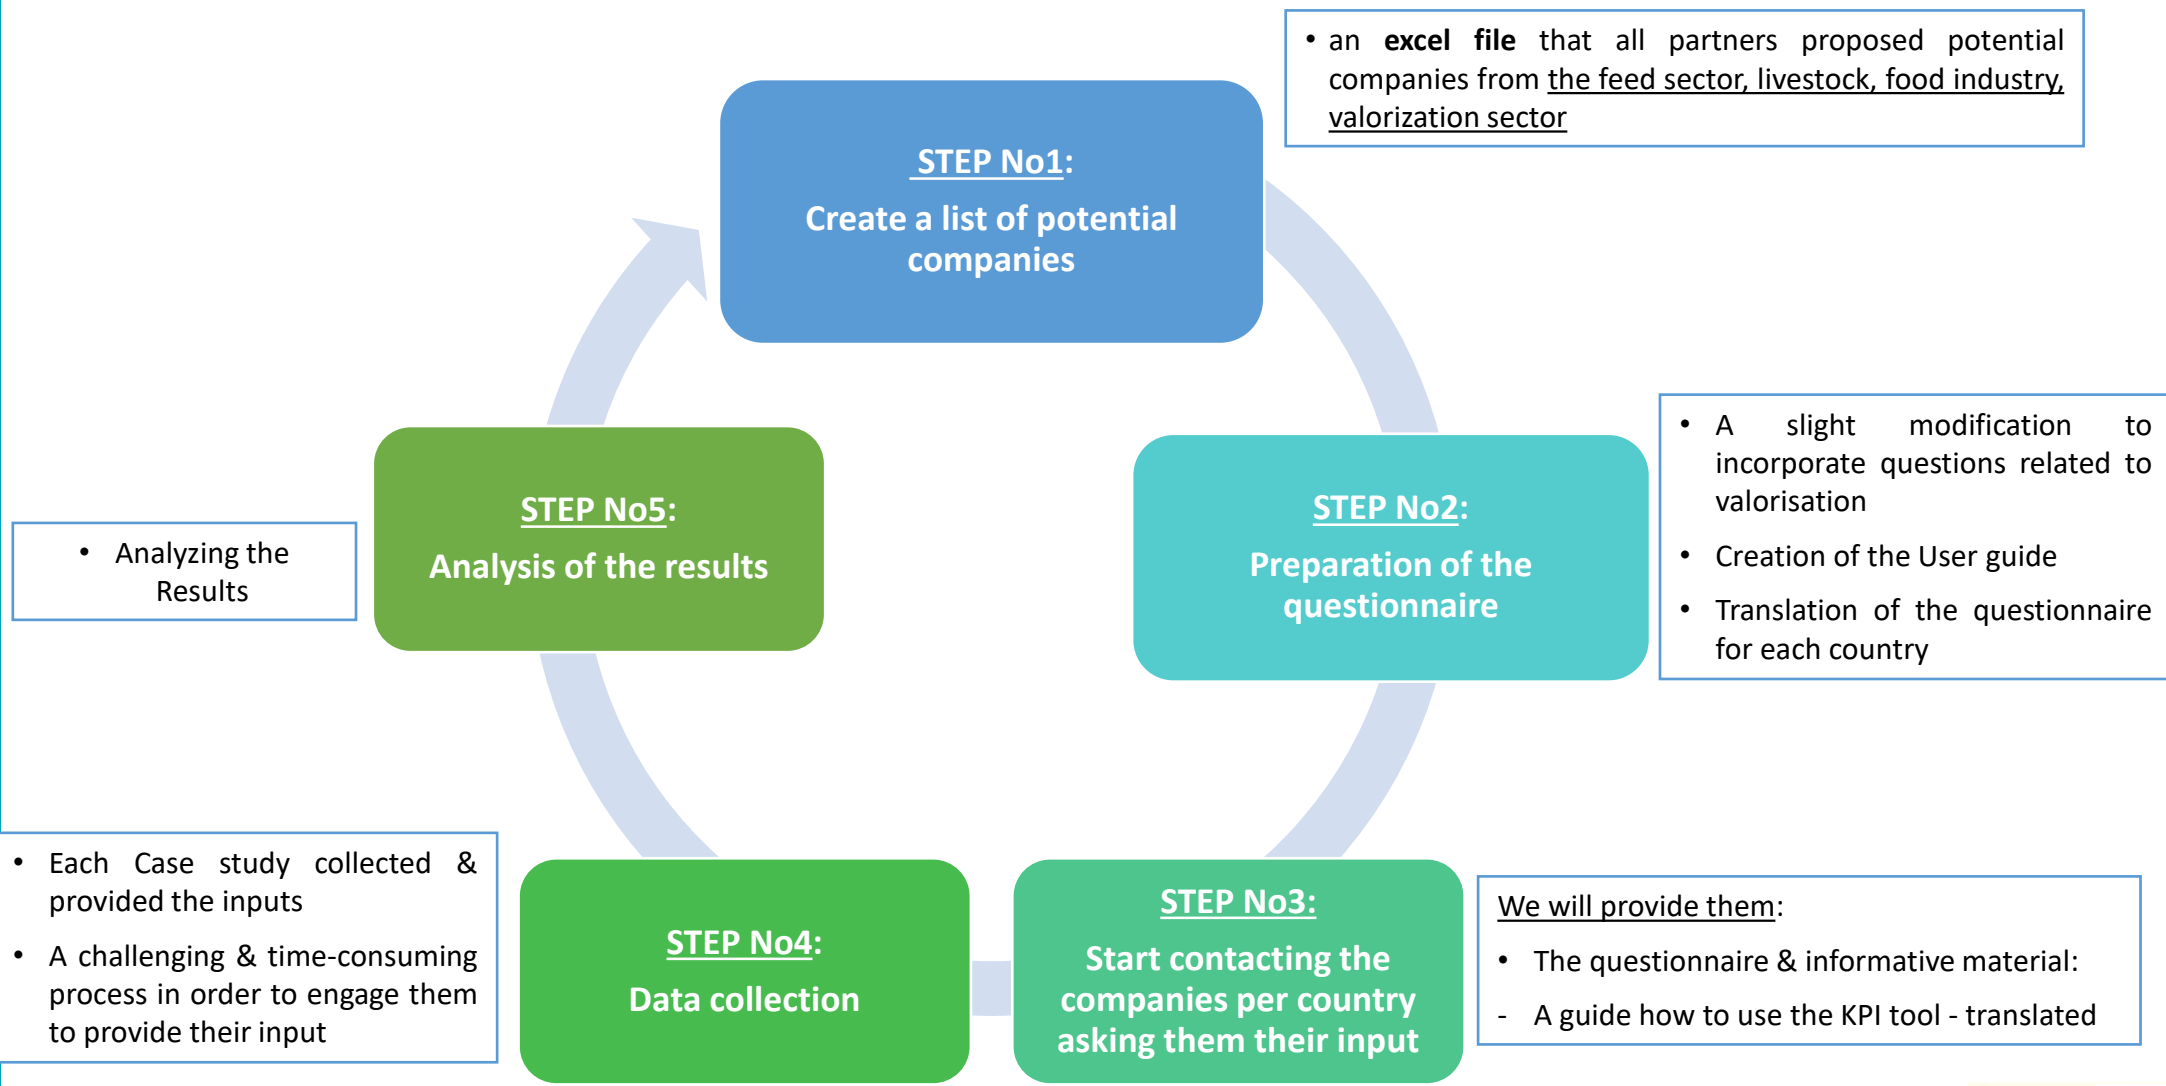 • an excel file that all partners proposed potential
companies from the feed sector, livestock, food industry,
valorization sector
STEP No1:
Create a list of potential
companies
STEP No2:
Preparation of the
questionnaire
• A slight modification to
incorporate questions related to
valorisation
• Creation of the User guide
• Translation of the questionnaire
for each country
STEP No3:
Start contacting the
companies per country
asking them their input
We will provide them:
• The questionnaire & informative material:
- A guide how to use the KPI tool - translated
STEP No4:
Data collection
• Each Case study collected &
provided the inputs
• A challenging & time-consuming
process in order to engage them
to provide their input
STEP No5:
Analysis of the results
• Analyzing the
Results